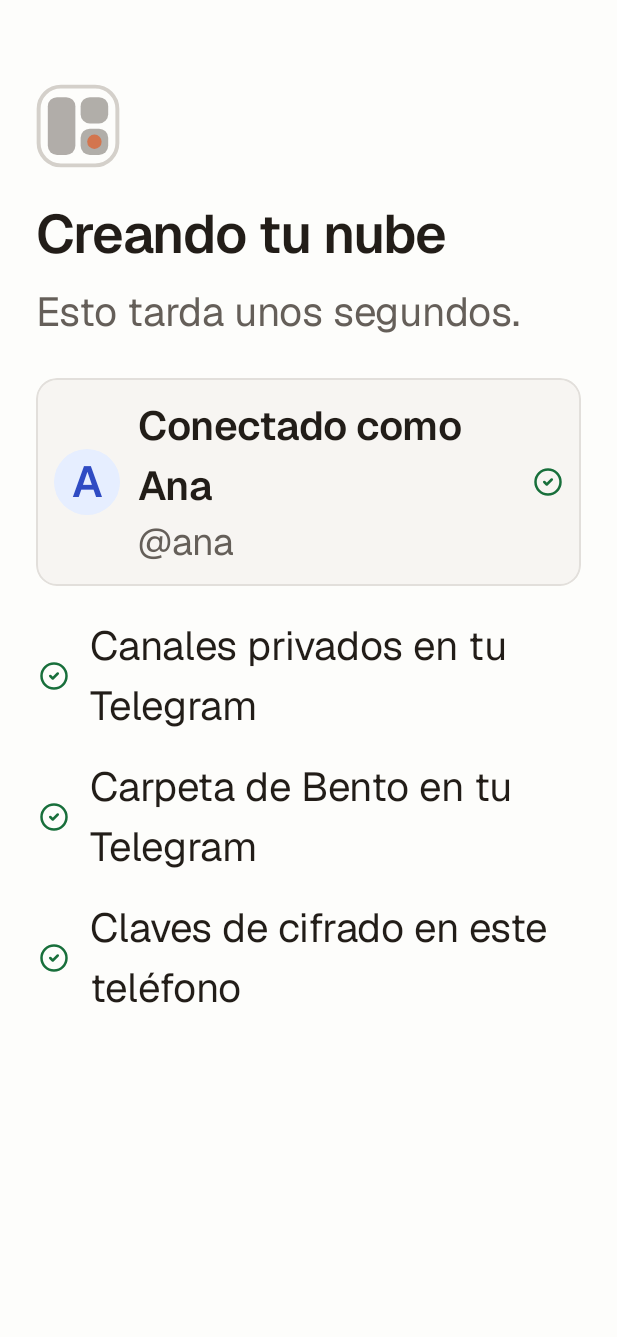 Creando tu nube
Esto tarda unos segundos.
A
Conectado como
Ana
@ana
Canales privados en tu
Telegram
Carpeta de Bento en tu
Telegram
Claves de cifrado en este
teléfono